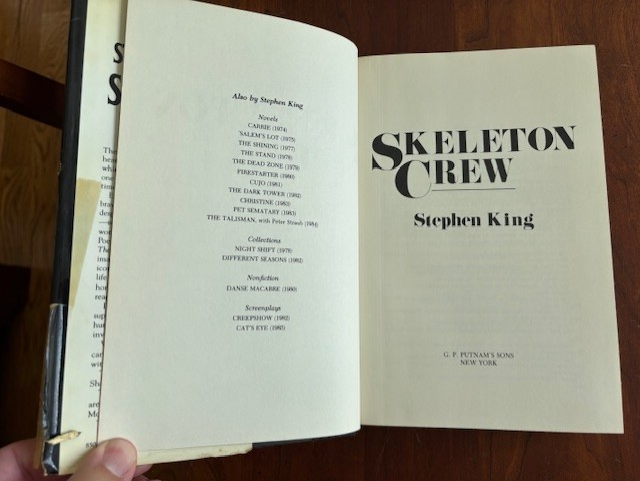 Also by Stephen King
Novels
CARRIE (1974)
'SALEM'S LOT (1975)
THE SHINING (1977)
THE STAND (1978)
THE DEAD ZONE (1979)
FIRESTARTER (1980)
CUJO (1981)
THE DARK TOWER (1982)
CHRISTINE (1983)
PET SEMATARY (1983)
THE TALISMAN, with Peter Straub (1984)
Collections
NIGHT SHIFT (1978)
DIFFERENT SEASONS (1982)
Nonfiction
DANSE MACABRE (1980)
Screenplays
CREEPSHOW (1982)
CAT'S EYE (1985)
SKELETON
CREW
Stephen King
G. P. PUTNAM'S SONS
NEW YORK